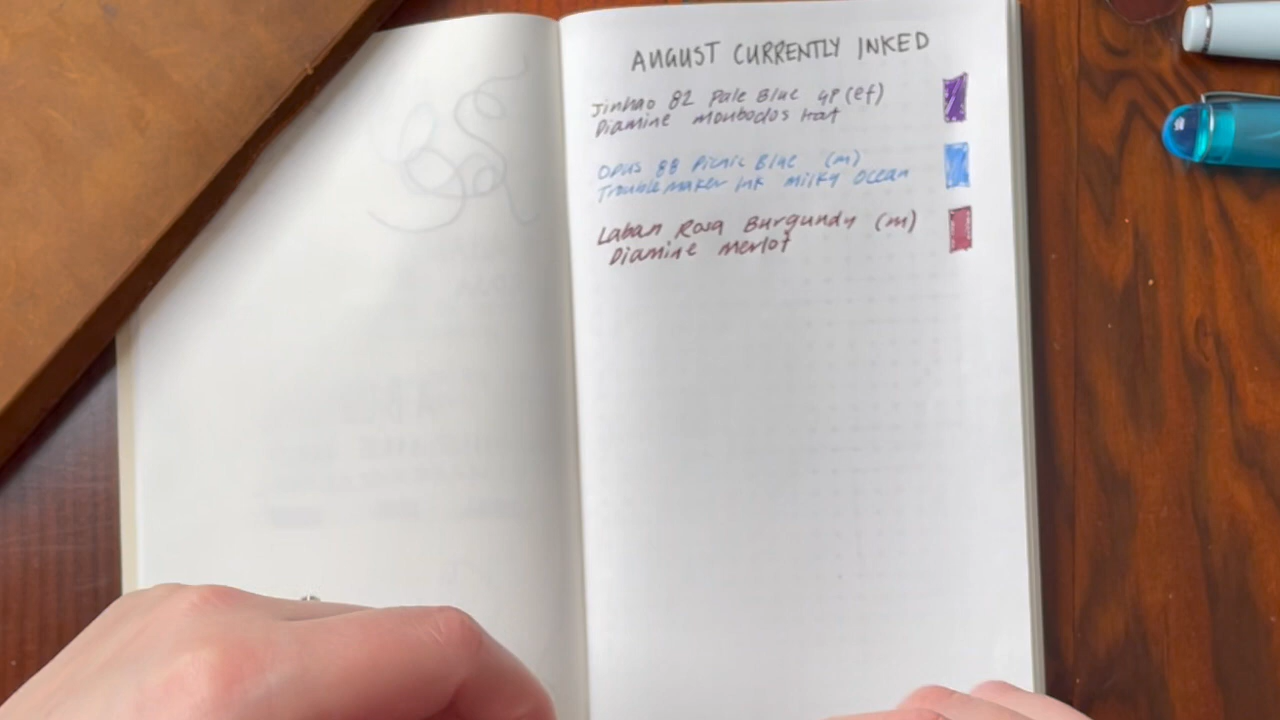 AUGUST CURRENTLY INKED
Jinhao 82 Pale Blue GP (ef)
Diamine Monboddos Hat
Opus 88 Picnic Blue (m)
Troublemaker Ink Milky Ocean
Laban Rosa Burgundy (m)
Diamine Merlot